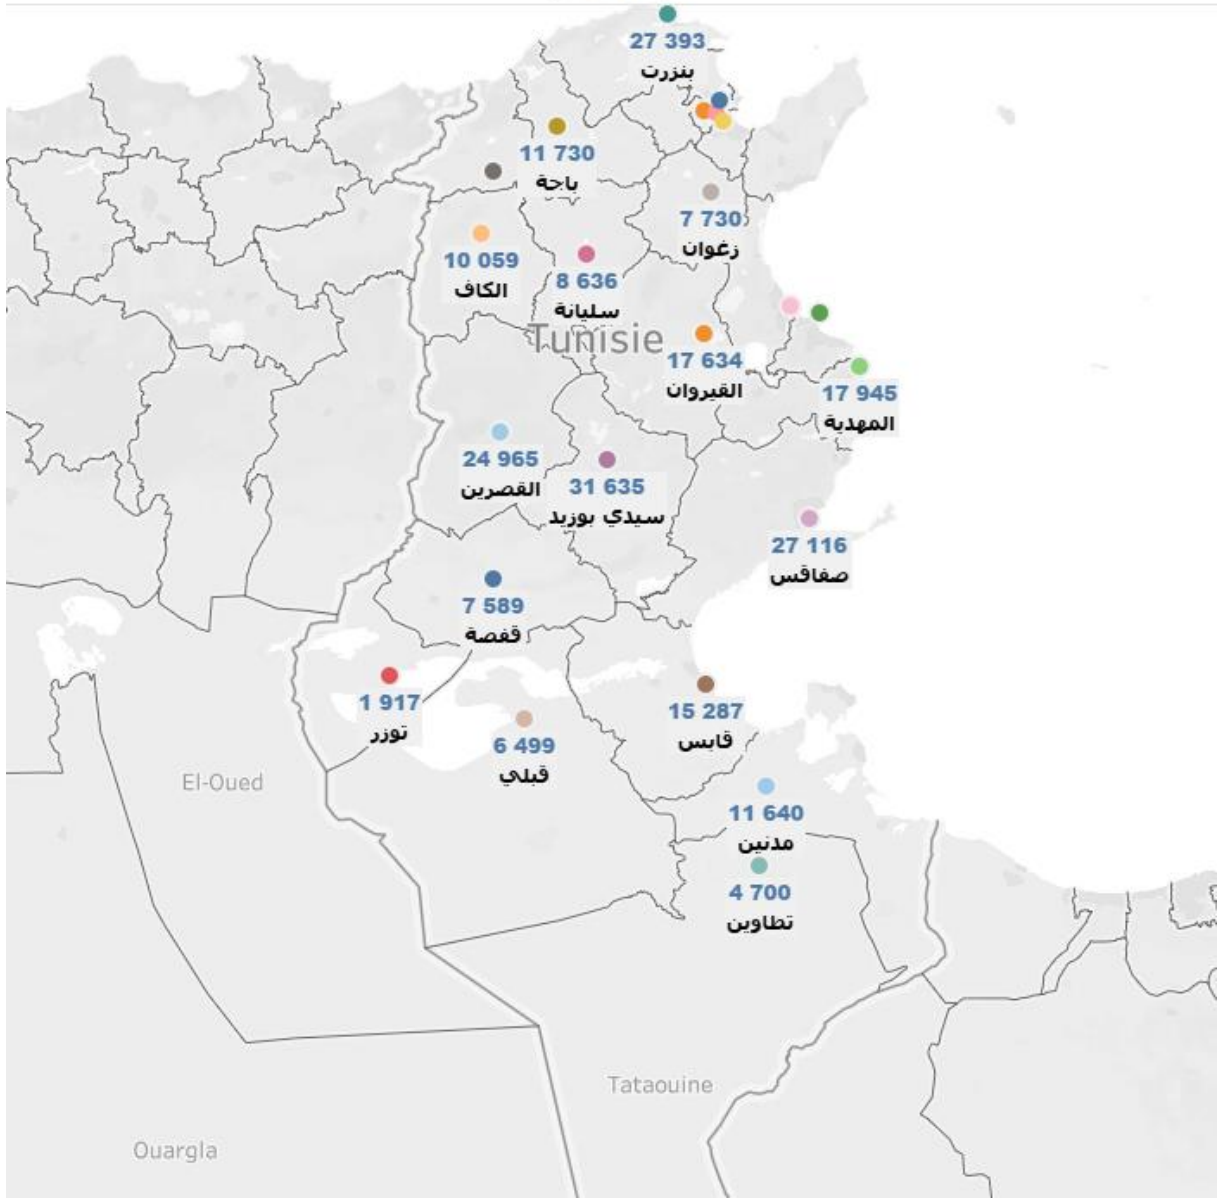 27 393
بنزرت
11 730
باجة
7 730
زغوان
10 059
الكاف
8 636
سليانة
Tunisie
17 634
القيروان
17 945
المهدية
24 965
القصرين
31 635
سيدي بوزيد
27 116
صفاقس
7 589
قفصة
1 917
توزر
6 499
قبلي
15 287
قابس
El-Oued
11 640
مدنين
4 700
تطاوين
Tataouine
Ouargla